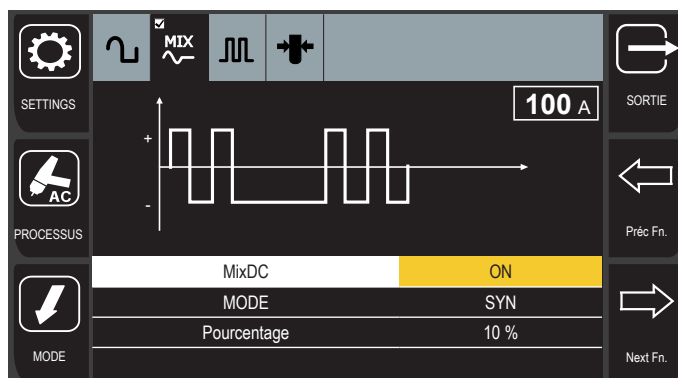 MIX
SETTINGS
100 A
SORTIE
+
-
AC
PROCESSUS
Préc Fn.
MixDC ON
MODE SYN
Pourcentage 10 %
MODE
Next Fn.